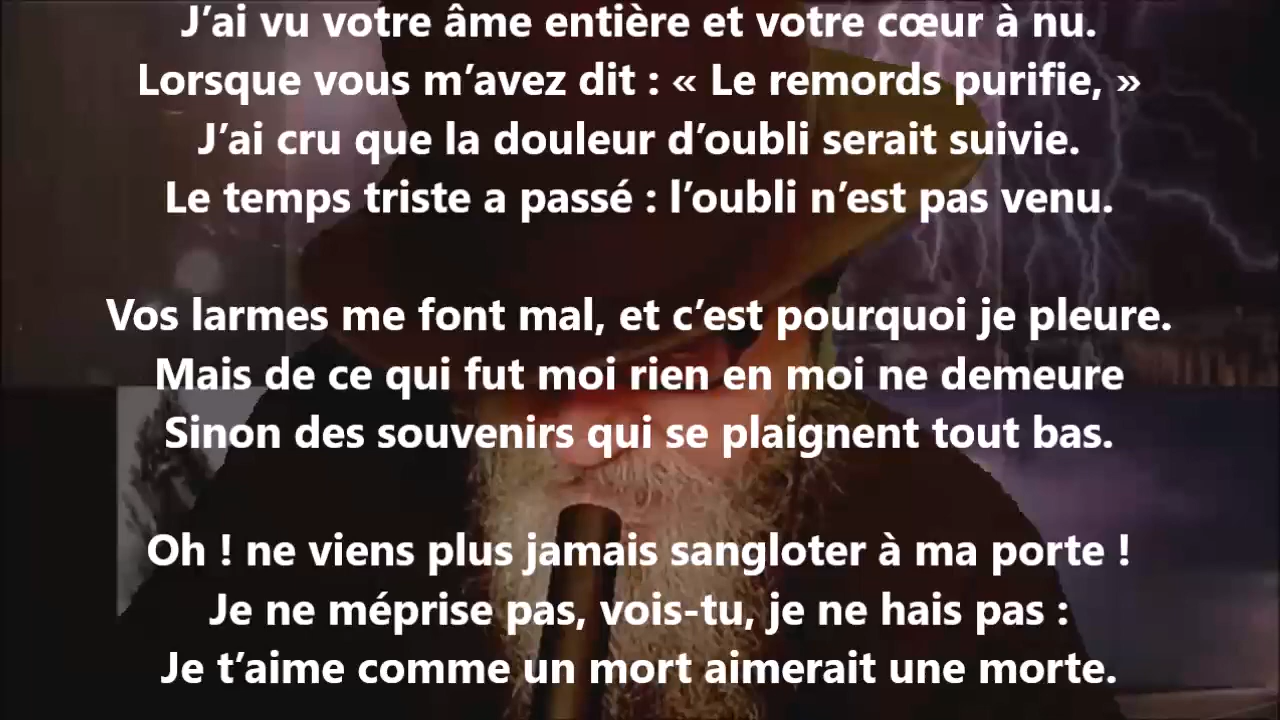 J’ai vu votre âme entière et votre cœur à nu.
Lorsque vous m’avez dit : « Le remords purifie, »
J’ai cru que la douleur d’oubli serait suivie.
Le temps triste a passé : l’oubli n’est pas venu.
Vos larmes me font mal, et c’est pourquoi je pleure.
Mais de ce qui fut moi rien en moi ne demeure
Sinon des souvenirs qui se plaignent tout bas.
Oh ! ne viens plus jamais sangloter à ma porte !
Je ne méprise pas, vois-tu, je ne hais pas :
Je t’aime comme un mort aimerait une morte.